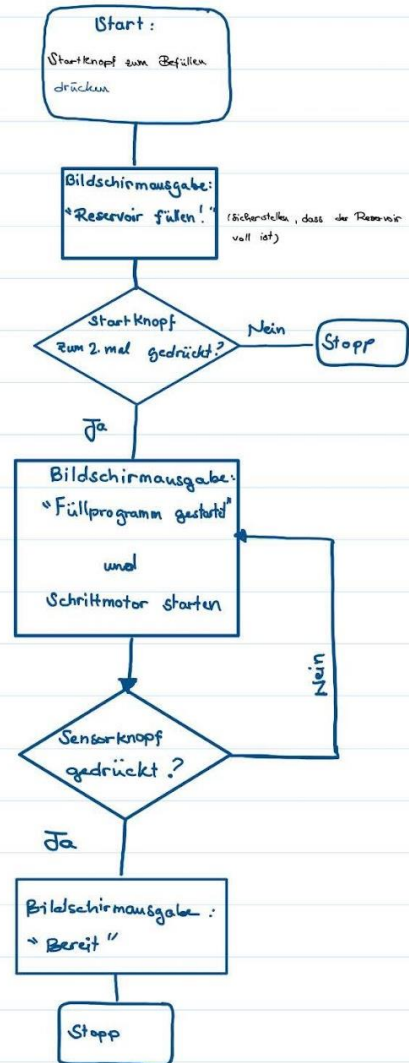 Start:
Startknopf zum Befüllen
drücken
Bildschirmausgabe:
"Reservoir füllen!"
(Sicherstellen, dass der Reservoir
voll ist)
Startknopf
zum 2. mal gedrückt?
Nein
Stopp
Ja
Bildschirmausgabe:
"Füllprogramm gestartet"
und
Schrittmotor starten
Nein
Sensorknopf
gedrückt?
Ja
Bildschirmausgabe:
"Bereit"
Stopp